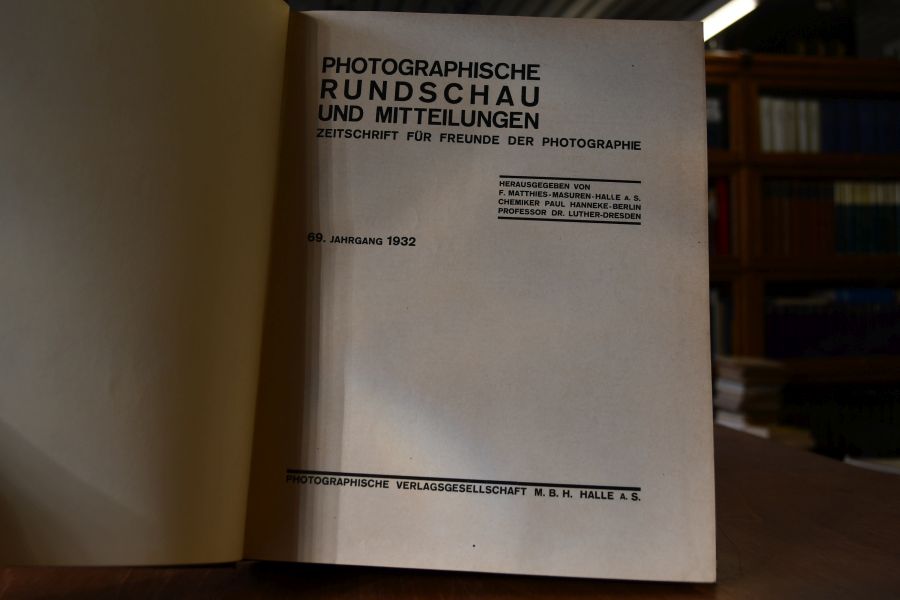 PHOTOGRAPHISCHE
RUNDSCHAU
UND MITTEILUNGEN
ZEITSCHRIFT FÜR FREUNDE DER PHOTOGRAPHIE
HERAUSGEGEBEN VON
F. MATTHIES-MASUREN-HALLE A. S.
CHEMIKER PAUL HANNEKE-BERLIN
PROFESSOR DR. LUTHER-DRESDEN
69. JAHRGANG 1932
PHOTOGRAPHISCHE VERLAGSGESELLSCHAFT M. B. H. HALLE A. S.